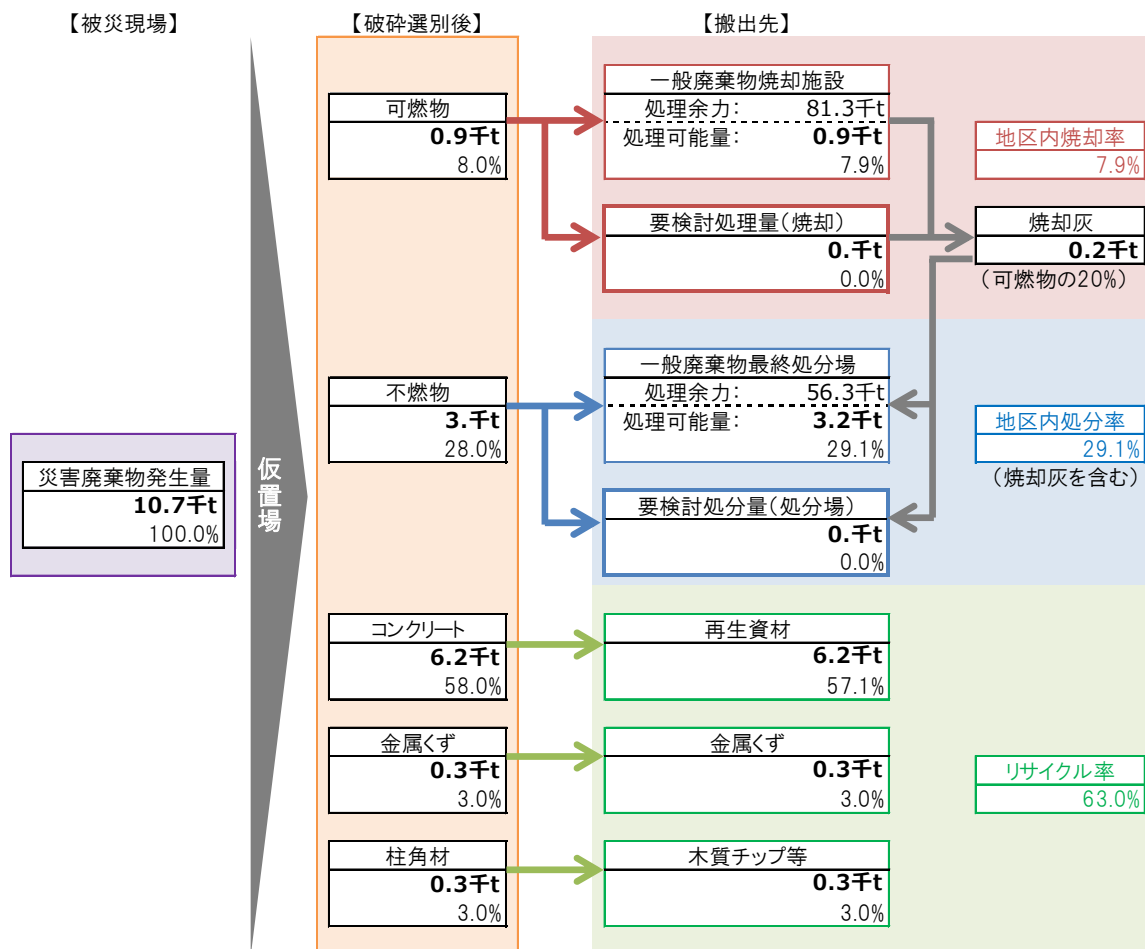 【被災現場】
【破砕選別後】
【搬出先】
災害廃棄物発生量
10.7千t
100.0%
仮置場
可燃物
0.9千t
8.0%
不燃物
3.千t
28.0%
コンクリート
6.2千t
58.0%
金属くず
0.3千t
3.0%
柱角材
0.3千t
3.0%
一般廃棄物焼却施設
処理余力: 81.3千t
処理可能量: 0.9千t
7.9%
要検討処理量(焼却)
0.千t
0.0%
一般廃棄物最終処分場
処理余力: 56.3千t
処理可能量: 3.2千t
29.1%
要検討処分量(処分場)
0.千t
0.0%
再生資材
6.2千t
57.1%
金属くず
0.3千t
3.0%
木質チップ等
0.3千t
3.0%
地区内焼却率
7.9%
焼却灰
0.2千t
(可燃物の20%)
地区内処分率
29.1%
(焼却灰を含む)
リサイクル率
63.0%